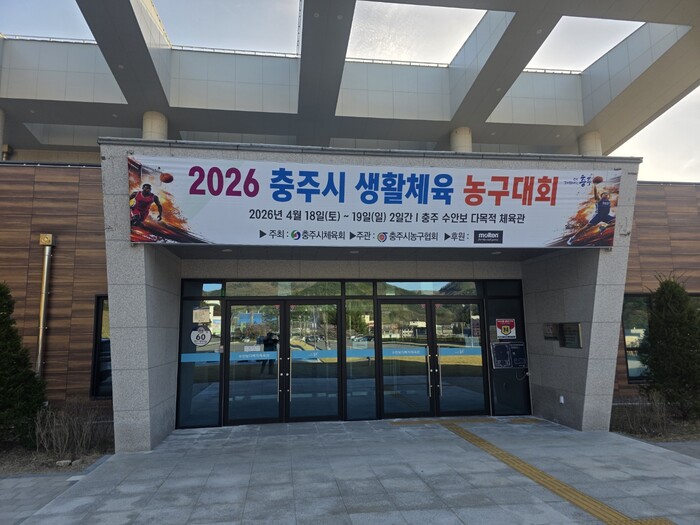 2026 충주시 생활체육 농구대회
충주
2026년 4월 18일(토) ~ 19일(일) 2일간 I 충주 수안보 다목적 체육관
▶주최 : 충주시체육회 ▶주관 : 충주시농구협회 ▶후원 : molten
60